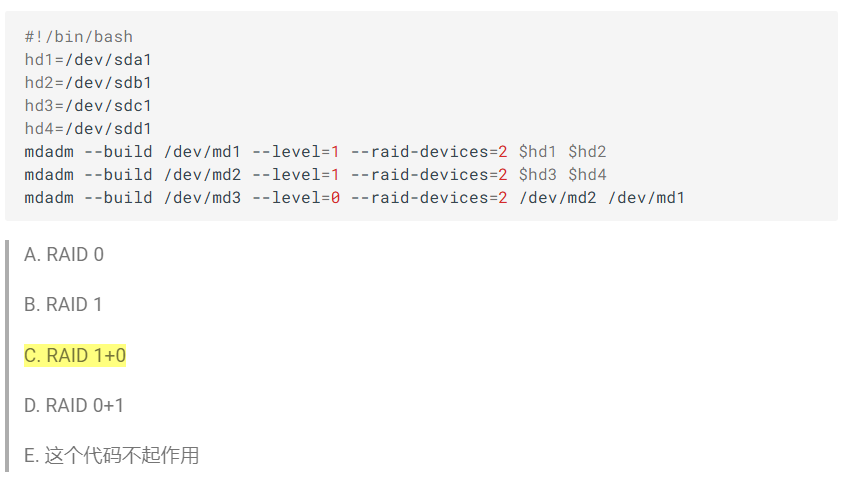 #!/bin/bash
hd1=/dev/sda1
hd2=/dev/sdb1
hd3=/dev/sdc1
hd4=/dev/sdd1
mdadm --build /dev/md1 --level=1 --raid-devices=2 $hd1 $hd2
mdadm --build /dev/md2 --level=1 --raid-devices=2 $hd3 $hd4
mdadm --build /dev/md3 --level=0 --raid-devices=2 /dev/md2 /dev/md1
A. RAID 0
B. RAID 1
C. RAID 1+0
D. RAID 0+1
E. 这个代码不起作用